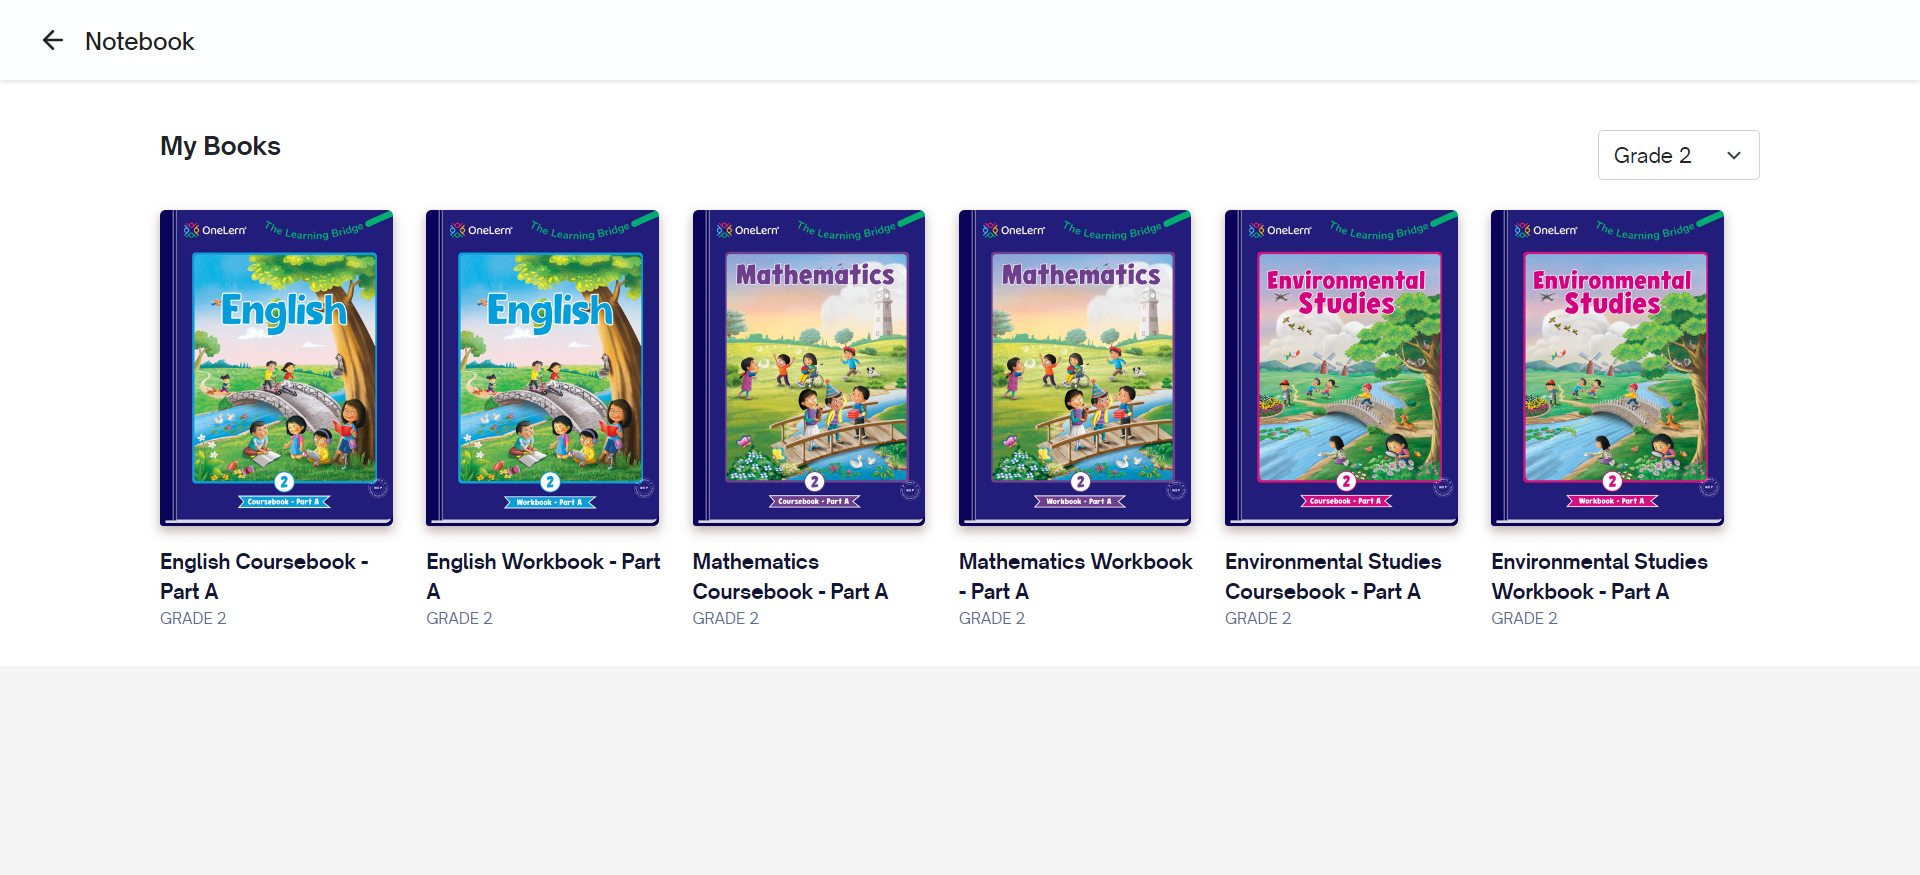 Notebook
My Books
Grade 2
OneLern
The Learning Bridge
English
2
Coursebook - Part A
OneLern
The Learning Bridge
English
2
Workbook - Part A
OneLern
The Learning Bridge
Mathematics
2
Coursebook - Part A
OneLern
The Learning Bridge
Mathematics
2
Workbook - Part A
OneLern
The Learning Bridge
Environmental
Studies
2
Coursebook - Part A
OneLern
The Learning Bridge
Environmental
Studies
2
Workbook - Part A
English Coursebook -
Part A
GRADE 2
English Workbook - Part
A
GRADE 2
Mathematics
Coursebook - Part A
GRADE 2
Mathematics Workbook
- Part A
GRADE 2
Environmental Studies
Coursebook - Part A
GRADE 2
Environmental Studies
Workbook - Part A
GRADE 2